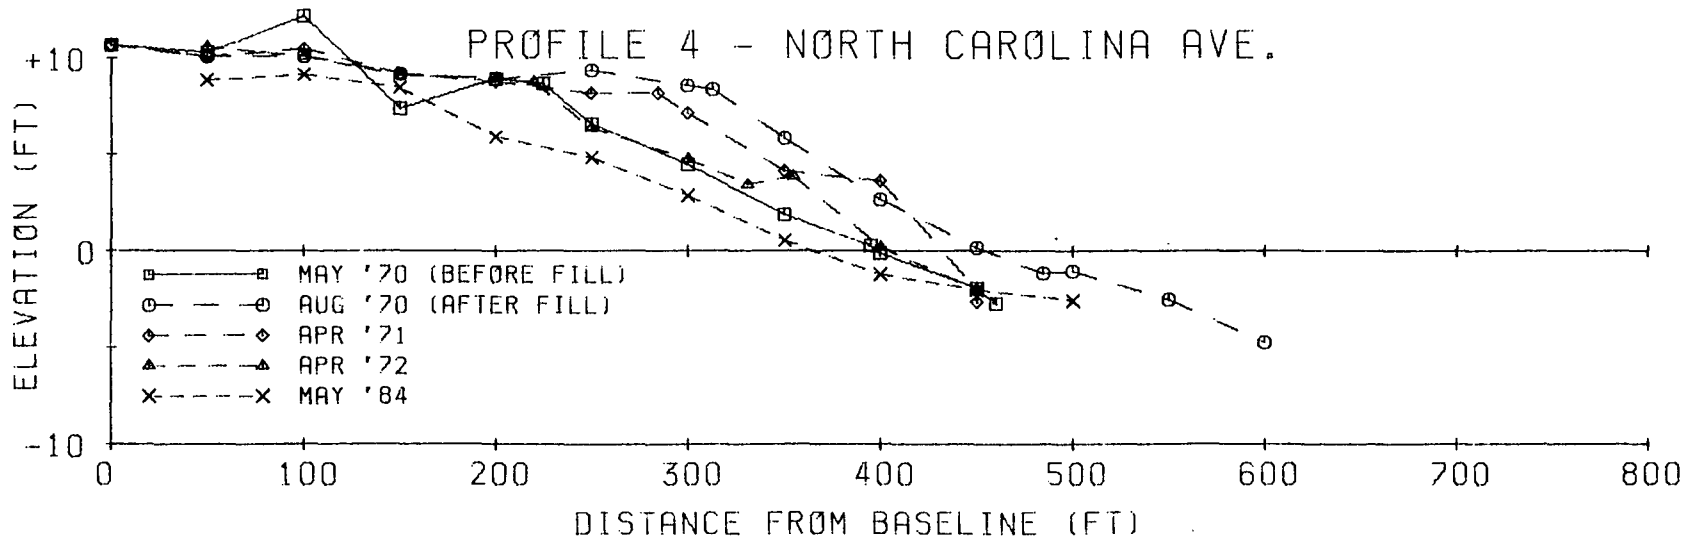 PROFILE 4 - NORTH CAROLINA AVE.
+10
0
-10
ELEVATION (FT)
MAY '70 (BEFORE FILL)
AUG '70 (AFTER FILL)
APR '71
APR '72
MAY '84
0 100 200 300 400 500 600 700 800
DISTANCE FROM BASELINE (FT)